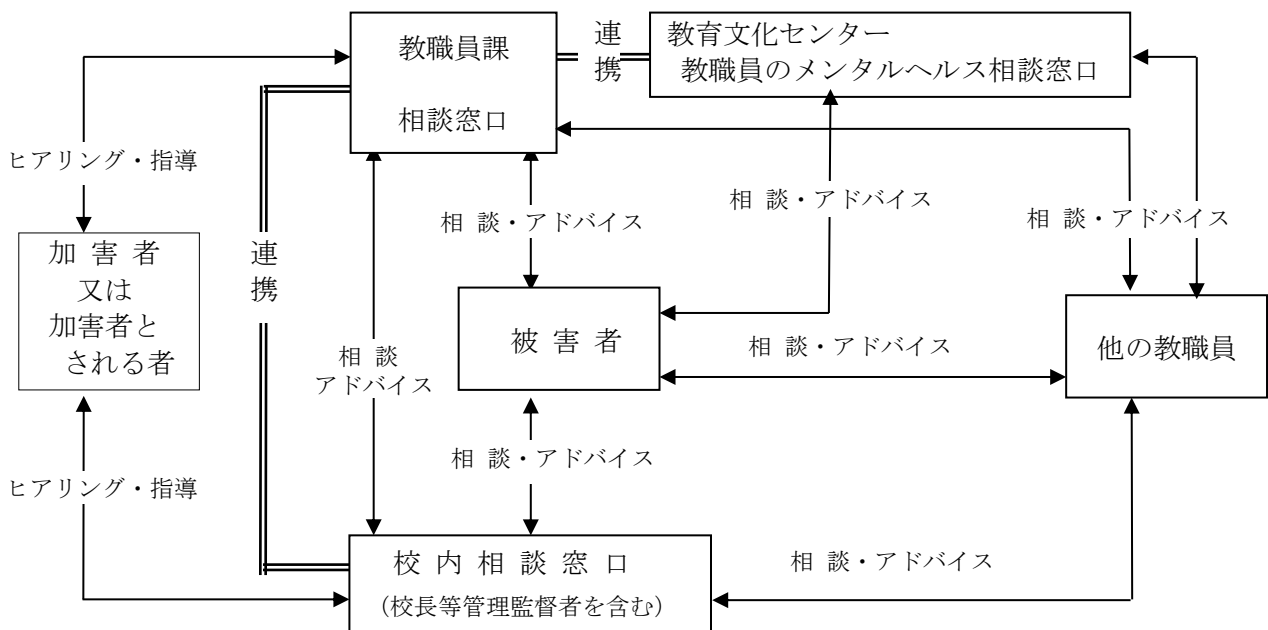 教職員課
相談窓口
連
携
教育文化センター
教職員のメンタルヘルス相談窓口
ヒアリング・指導
相 談・アドバイス
相 談・アドバイス
相 談・アドバイス
加 害 者
又は
加害者と
される者
連
携
相 談
アドバイス
被 害 者
相 談・アドバイス
他の教職員
相 談・アドバイス
ヒアリング・指導
校 内 相 談 窓 口
(校長等管理監督者を含む)
相 談・アドバイス